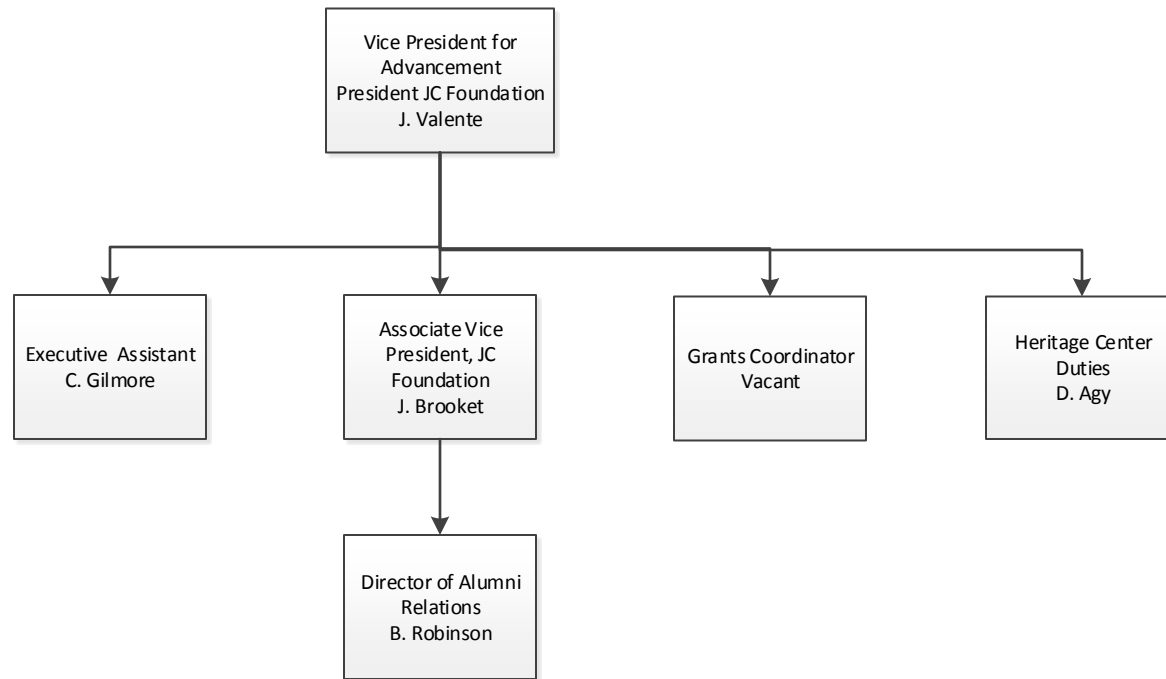 Vice President for
Advancement
President JC Foundation
J. Valente
Executive Assistant
C. Gilmore
Associate Vice
President, JC
Foundation
J. Brooket
Grants Coordinator
Vacant
Heritage Center
Duties
D. Agy
Director of Alumni
Relations
B. Robinson